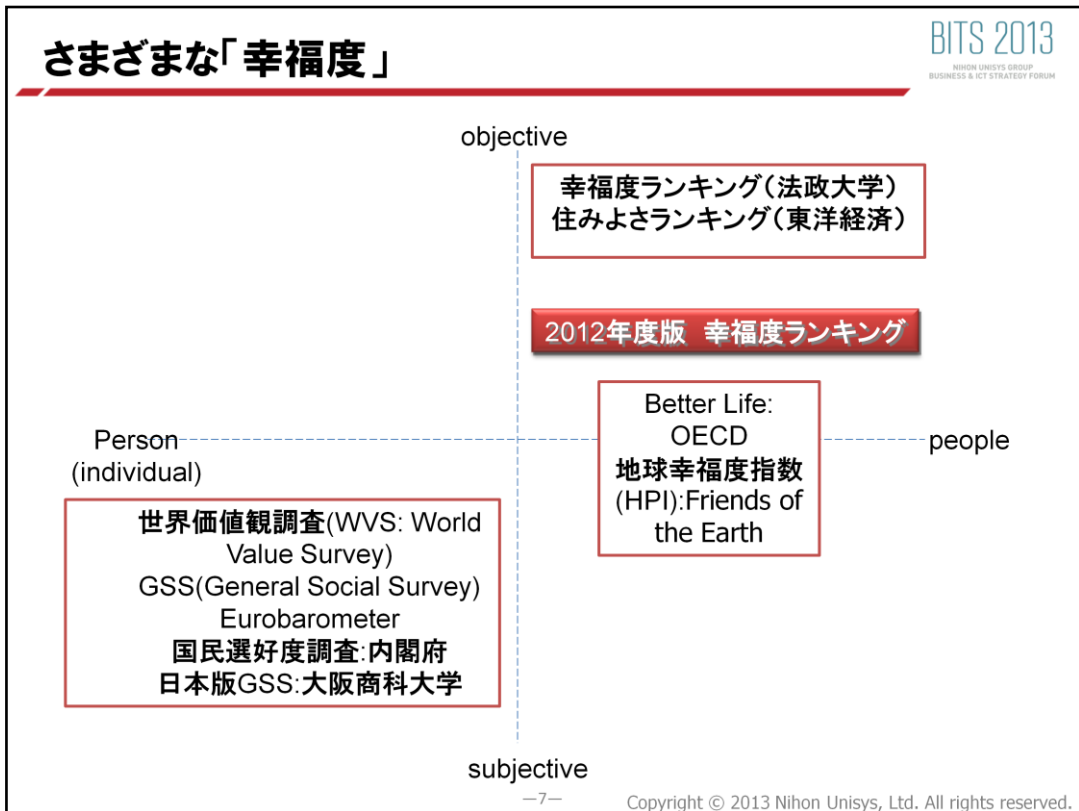 さまざまな「幸福度」
BITS 2013
NIHON UNISYS GROUP
BUSINESS & ICT STRATEGY FORUM
objective
幸福度ランキング(法政大学)
住みよさランキング(東洋経済)
2012年度版 幸福度ランキング
Better Life:
OECD
地球幸福度指数
(HPI):Friends of
the Earth
Person
(individual)
people
世界価値観調査(WVS: World
Value Survey)
GSS(General Social Survey)
Eurobarometer
国民選好度調査:内閣府
日本版GSS:大阪商科大学
subjective
—7—
Copyright © 2013 Nihon Unisys, Ltd. All rights reserved.